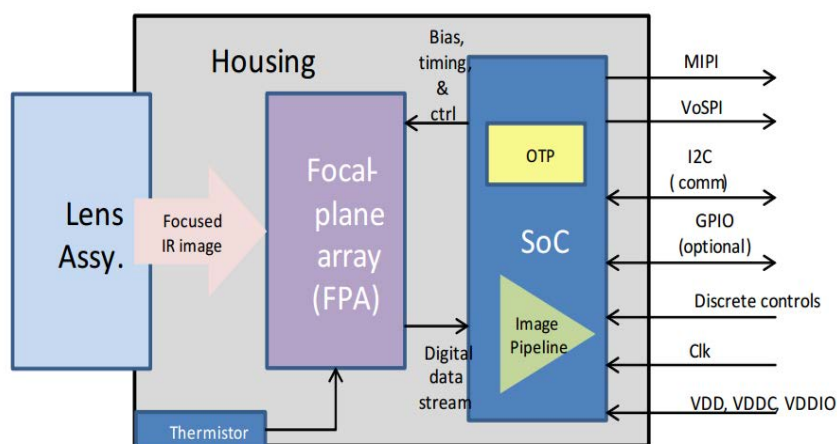 Housing
Lens
Assy.
Focused
IR image
Focal-
plane
array
(FPA)
Thermistor
Bias,
timing,
&
ctrl
Digital
data
stream
OTP
SoC
Image
Pipeline
MIPI
VoSPI
I2C
( comm)
GPIO
(optional)
Discrete controls
Clk
VDD, VDDC, VDDIO